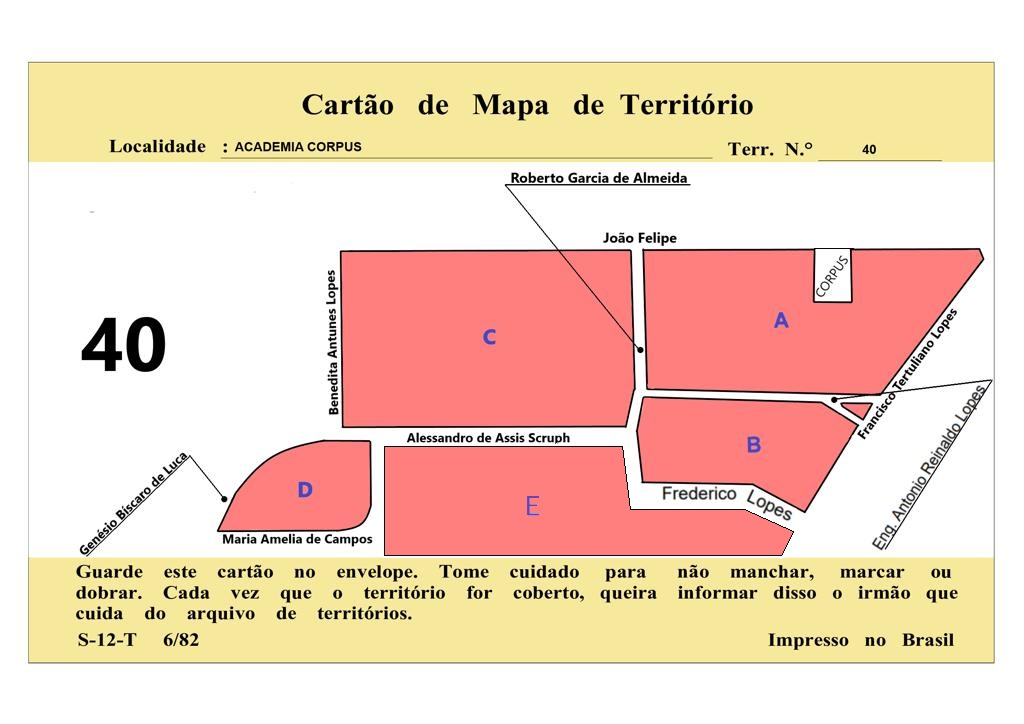 Cartão de Mapa de Território
Localidade : ACADEMIA CORPUS
Terr. N.° 40
Roberto Garcia de Almeida
João Felipe
CORPUS
Benedita Antunes Lopes
C
A
40
Francisco Tertuliano Lopes
Alessandro de Assis Scruph
B
Eng. Antonio Reinaldo Lopes
Genésio Biscaro de Luca
D
E
Frederico Lopes
Maria Amelia de Campos
Guarde este cartão no envelope. Tome cuidado para não manchar, marcar ou
dobrar. Cada vez que o território for coberto, queira informar disso o irmão que
cuida do arquivo de territórios.
S-12-T 6/82
Impresso no Brasil